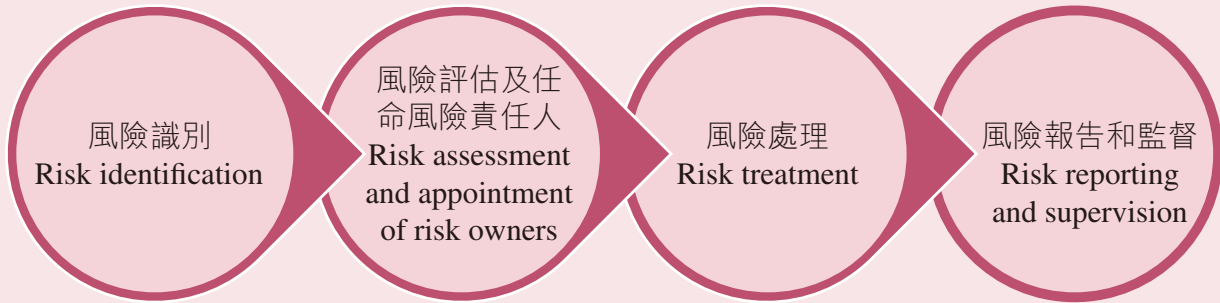 風險識別
Risk identification
風險評估及任
命風險責任人
Risk assessment
and appointment
of risk owners
風險處理
Risk treatment
風險報告和監督
Risk reporting
and supervision